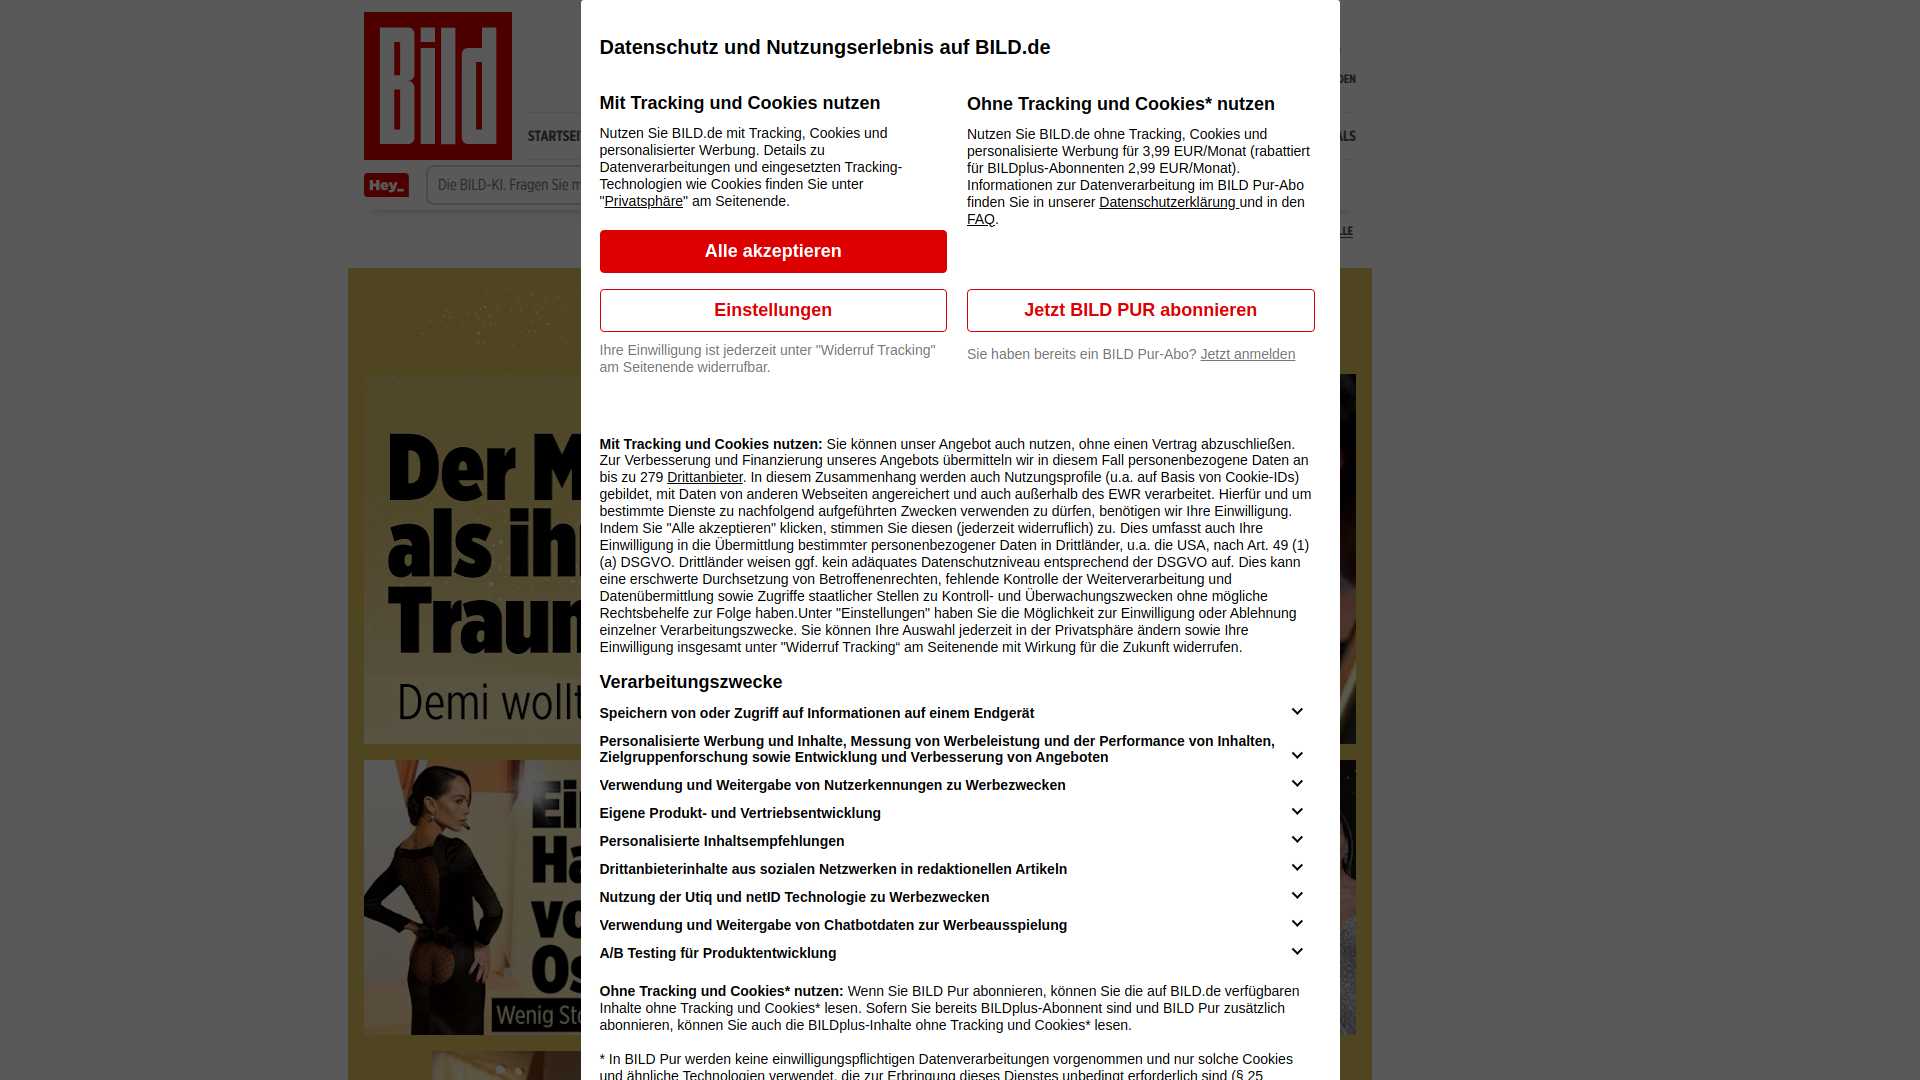 Bild
STARTSEI
DEN
ALS
Hey_
Die BILD-KI. Fragen Sie m
LLE
Der M
als ih
Traum
Demi wollt
Ei
Ha
vo
Os
Wenig Sto
Datenschutz und Nutzungserlebnis auf BILD.de
Mit Tracking und Cookies nutzen
Nutzen Sie BILD.de mit Tracking, Cookies und
personalisierter Werbung. Details zu
Datenverarbeitungen und eingesetzten Tracking-
Technologien wie Cookies finden Sie unter
"Privatsphäre" am Seitenende.
Alle akzeptieren
Einstellungen
Ihre Einwilligung ist jederzeit unter "Widerruf Tracking"
am Seitenende widerrufbar.
Ohne Tracking und Cookies* nutzen
Nutzen Sie BILD.de ohne Tracking, Cookies und
personalisierte Werbung für 3,99 EUR/Monat (rabattiert
für BILDplus-Abonnenten 2,99 EUR/Monat).
Informationen zur Datenverarbeitung im BILD Pur-Abo
finden Sie in unserer Datenschutzerklärung und in den
FAQ.
Jetzt BILD PUR abonnieren
Sie haben bereits ein BILD Pur-Abo? Jetzt anmelden
Mit Tracking und Cookies nutzen: Sie können unser Angebot auch nutzen, ohne einen Vertrag abzuschließen.
Zur Verbesserung und Finanzierung unseres Angebots übermitteln wir in diesem Fall personenbezogene Daten an
bis zu 279 Drittanbieter. In diesem Zusammenhang werden auch Nutzungsprofile (u.a. auf Basis von Cookie-IDs)
gebildet, mit Daten von anderen Webseiten angereichert und auch außerhalb des EWR verarbeitet. Hierfür und um
bestimmte Dienste zu nachfolgend aufgeführten Zwecken verwenden zu dürfen, benötigen wir Ihre Einwilligung.
Indem Sie "Alle akzeptieren" klicken, stimmen Sie diesen (jederzeit widerruflich) zu. Dies umfasst auch Ihre
Einwilligung in die Übermittlung bestimmter personenbezogener Daten in Drittländer, u.a. die USA, nach Art. 49 (1)
(a) DSGVO. Drittländer weisen ggf. kein adäquates Datenschutzniveau entsprechend der DSGVO auf. Dies kann
eine erschwerte Durchsetzung von Betroffenenrechten, fehlende Kontrolle der Weiterverarbeitung und
Datenübermittlung sowie Zugriffe staatlicher Stellen zu Kontroll- und Überwachungszwecken ohne mögliche
Rechtsbehelfe zur Folge haben.Unter "Einstellungen" haben Sie die Möglichkeit zur Einwilligung oder Ablehnung
einzelner Verarbeitungszwecke. Sie können Ihre Auswahl jederzeit in der Privatsphäre ändern sowie Ihre
Einwilligung insgesamt unter "Widerruf Tracking“ am Seitenende mit Wirkung für die Zukunft widerrufen.
Verarbeitungszwecke
Speichern von oder Zugriff auf Informationen auf einem Endgerät
Personalisierte Werbung und Inhalte, Messung von Werbeleistung und der Performance von Inhalten,
Zielgruppenforschung sowie Entwicklung und Verbesserung von Angeboten
Verwendung und Weitergabe von Nutzerkennungen zu Werbezwecken
Eigene Produkt- und Vertriebsentwicklung
Personalisierte Inhaltsempfehlungen
Drittanbieterinhalte aus sozialen Netzwerken in redaktionellen Artikeln
Nutzung der Utiq und netID Technologie zu Werbezwecken
Verwendung und Weitergabe von Chatbotdaten zur Werbeausspielung
A/B Testing für Produktentwicklung
Ohne Tracking und Cookies* nutzen: Wenn Sie BILD Pur abonnieren, können Sie die auf BILD.de verfügbaren
Inhalte ohne Tracking und Cookies* lesen. Sofern Sie bereits BILDplus-Abonnent sind und BILD Pur zusätzlich
abonnieren, können Sie auch die BILDplus-Inhalte ohne Tracking und Cookies* lesen.
* In BILD Pur werden keine einwilligungspflichtigen Datenverarbeitungen vorgenommen und nur solche Cookies
und ähnliche Technologien verwendet, die zur Erbringung dieses Dienstes unbedingt erforderlich sind (§ 25